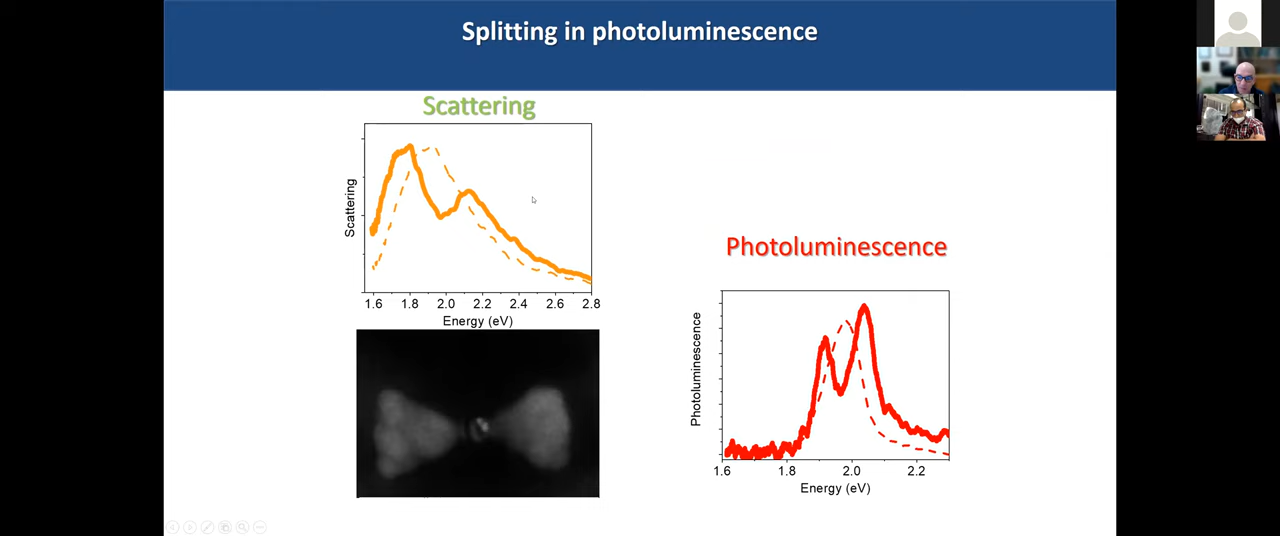 Splitting in photoluminescence
Scattering
Scattering
1.6 1.8 2.0 2.2 2.4 2.6 2.8
Energy (eV)
Photoluminescence
Photoluminescence
1.6 1.8 2.0 2.2
Energy (eV)